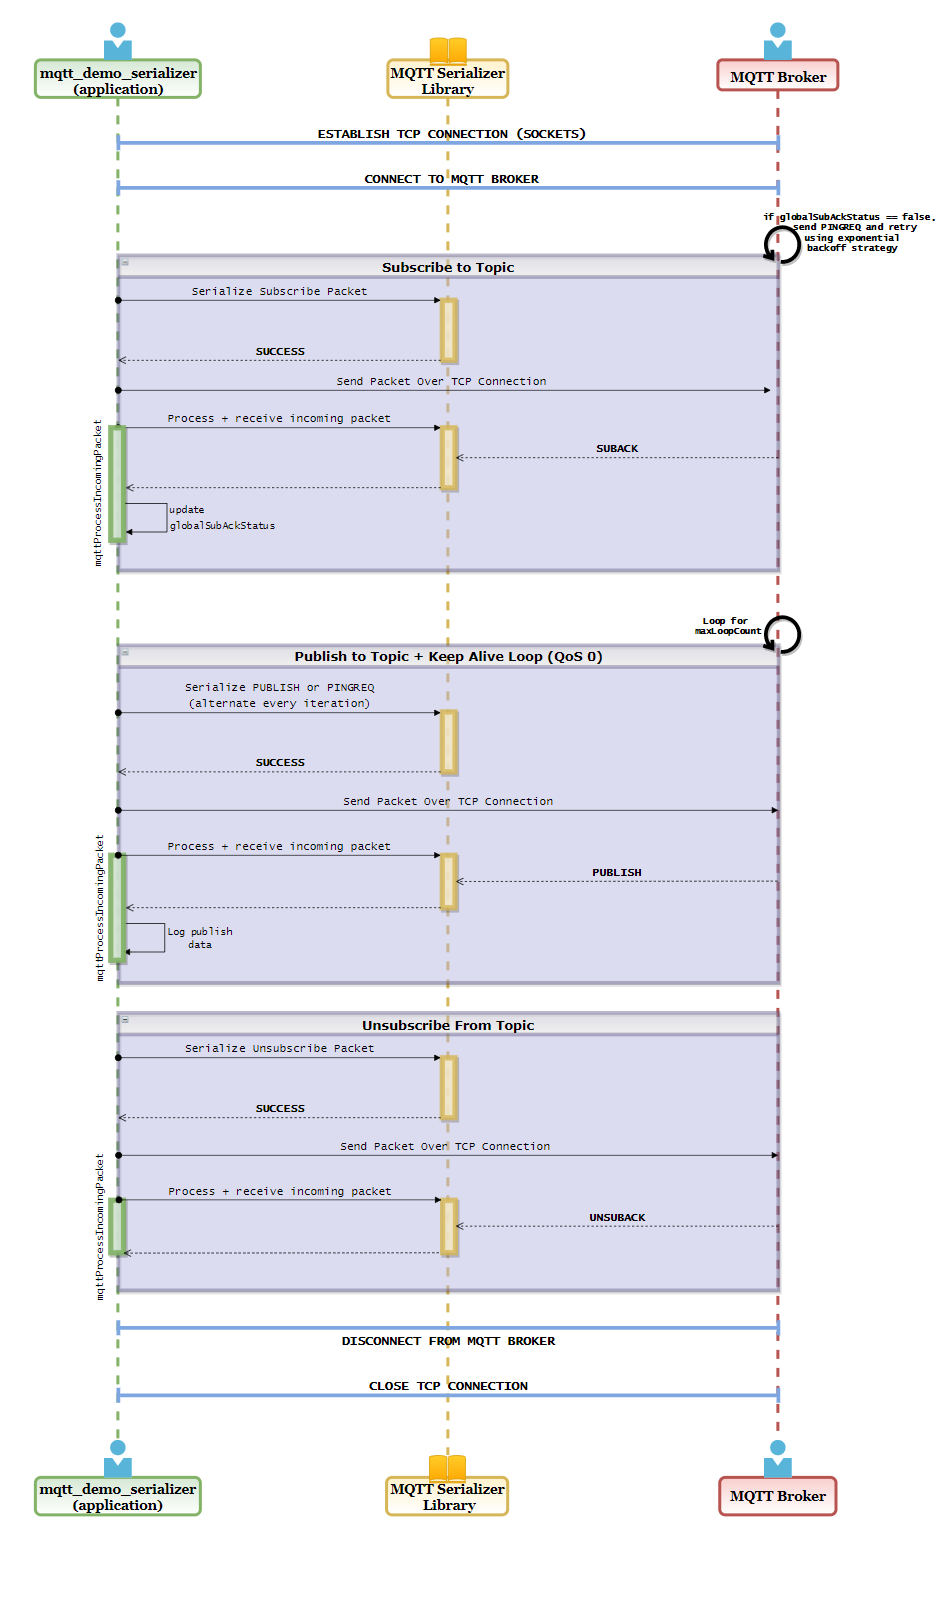 mqtt_demo_serializer
(application)
MQTT Serializer
Library
MQTT Broker
ESTABLISH TCP CONNECTION (SOCKETS)
CONNECT TO MQTT BROKER
if globalSubAckStatus == false,
send PINGREQ and retry
using exponential
backoff strategy
Subscribe to Topic
Serialize Subscribe Packet
SUCCESS
Send Packet Over TCP Connection
Process + receive incoming packet
mqttProcessIncomingPacket
SUBACK
update
globalSubAckStatus
Loop for
maxLoopCount
Publish to Topic + Keep Alive Loop (QoS 0)
Serialize PUBLISH or PINGREQ
(alternate every iteration)
SUCCESS
Send Packet Over TCP Connection
Process + receive incoming packet
mqttProcessIncomingPacket
PUBLISH
Log publish
data
Unsubscribe From Topic
Serialize Unsubscribe Packet
SUCCESS
Send Packet Over TCP Connection
Process + receive incoming packet
mqttProcessIncomingPacket
UNSUBACK
DISCONNECT FROM MQTT BROKER
CLOSE TCP CONNECTION
mqtt_demo_serializer
(application)
MQTT Serializer
Library
MQTT Broker